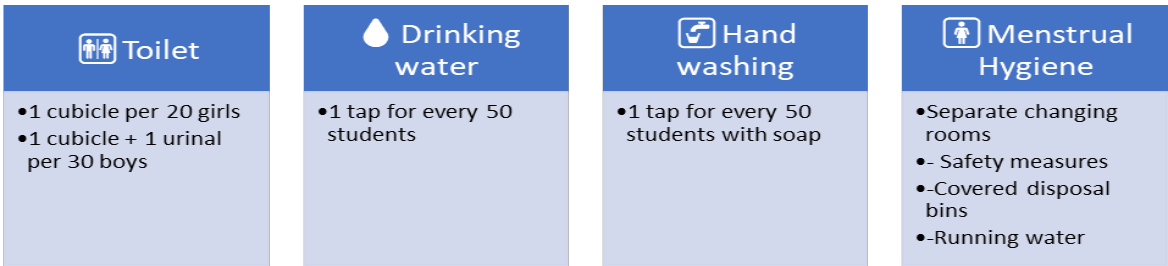 Toilet
•1 cubicle per 20 girls
•1 cubicle + 1 urinal
per 30 boys
Drinking
water
•1 tap for every 50
students
Hand
washing
•1 tap for every 50
students with soap
Menstrual
Hygiene
•Separate changing
rooms
•- Safety measures
•-Covered disposal
bins
•-Running water